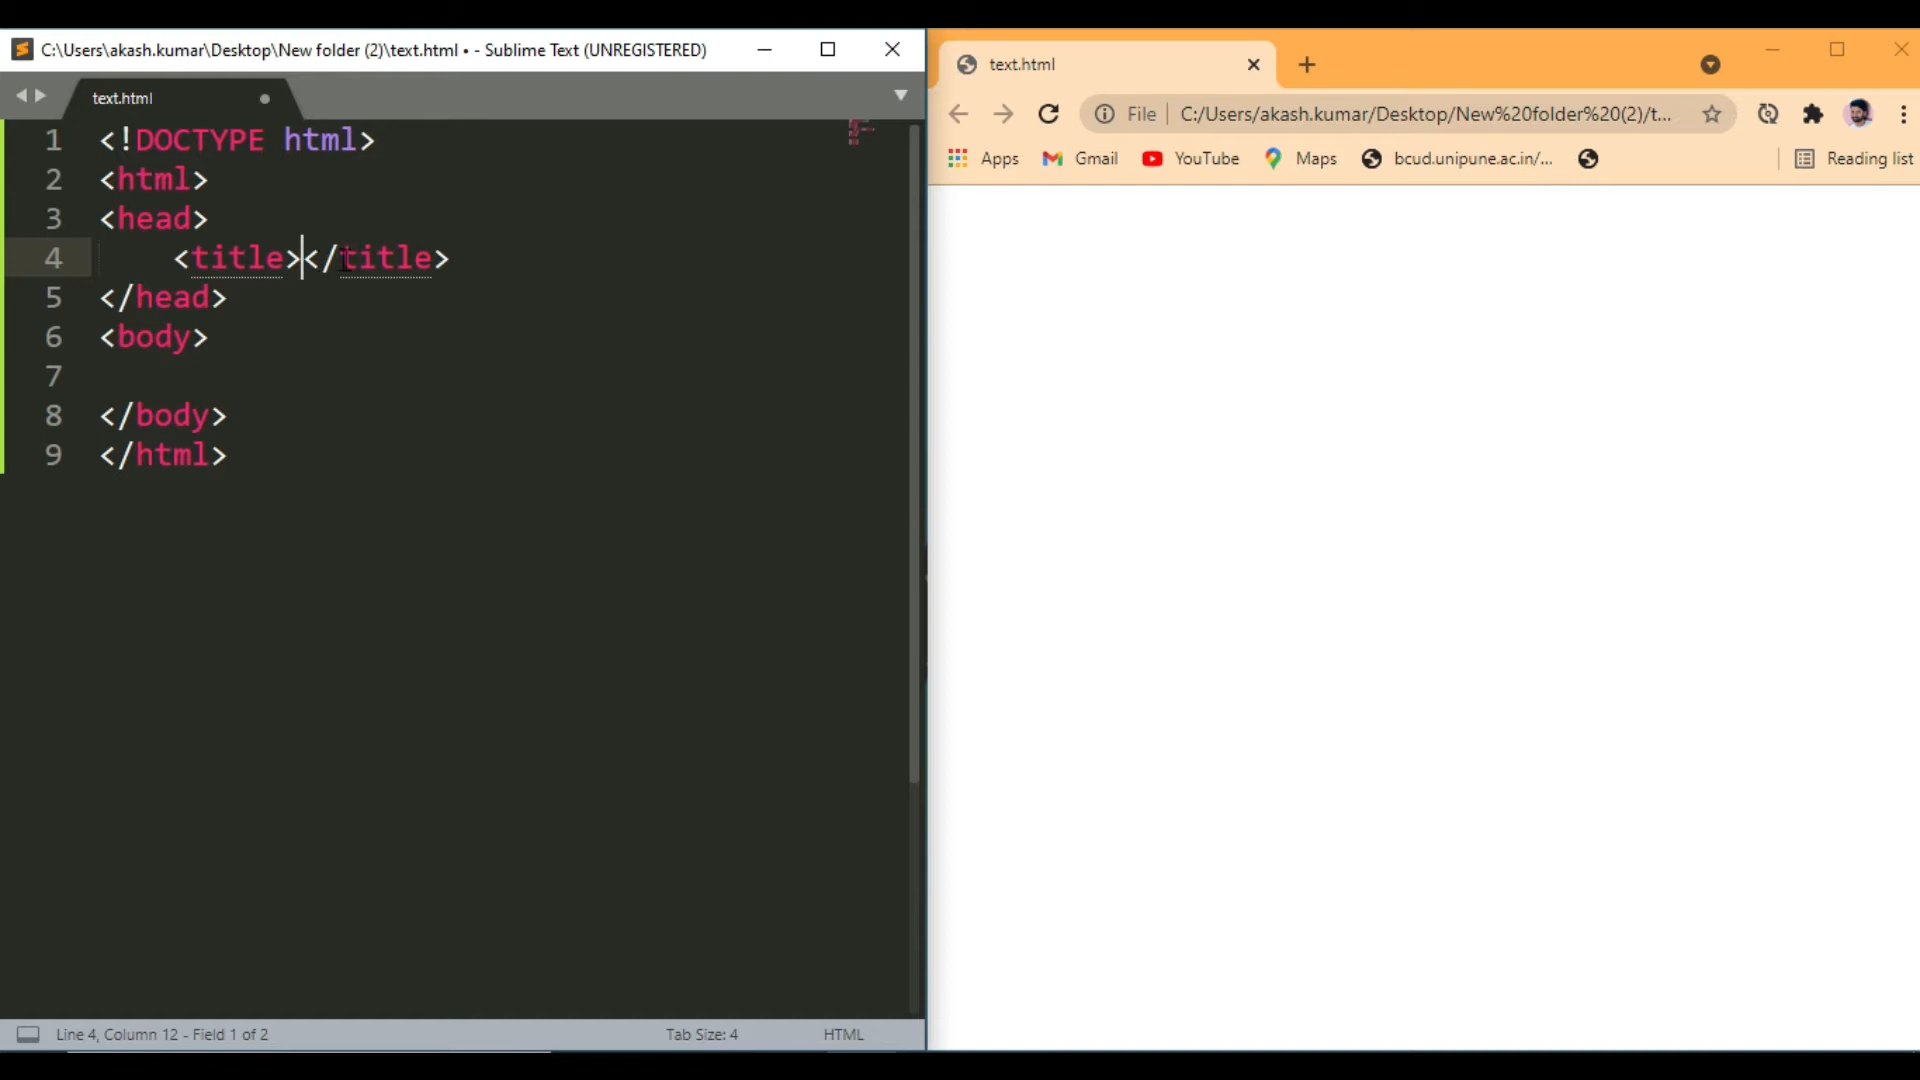 C:\Users\akash.kumar\Desktop\New folder (2)\text.html • - Sublime Text (UNREGISTERED)
text.html
1 <!DOCTYPE html>
2 <html>
3 <head>
4     <title></title>
5 </head>
6 <body>
7
8 </body>
9 </html>
Line 4, Column 12 - Field 1 of 2
Tab Size: 4
HTML
text.html
File
C:/Users/akash.kumar/Desktop/New%20folder%20(2)/t...
Apps
Gmail
YouTube
Maps
bcud.unipune.ac.in/...
Reading list